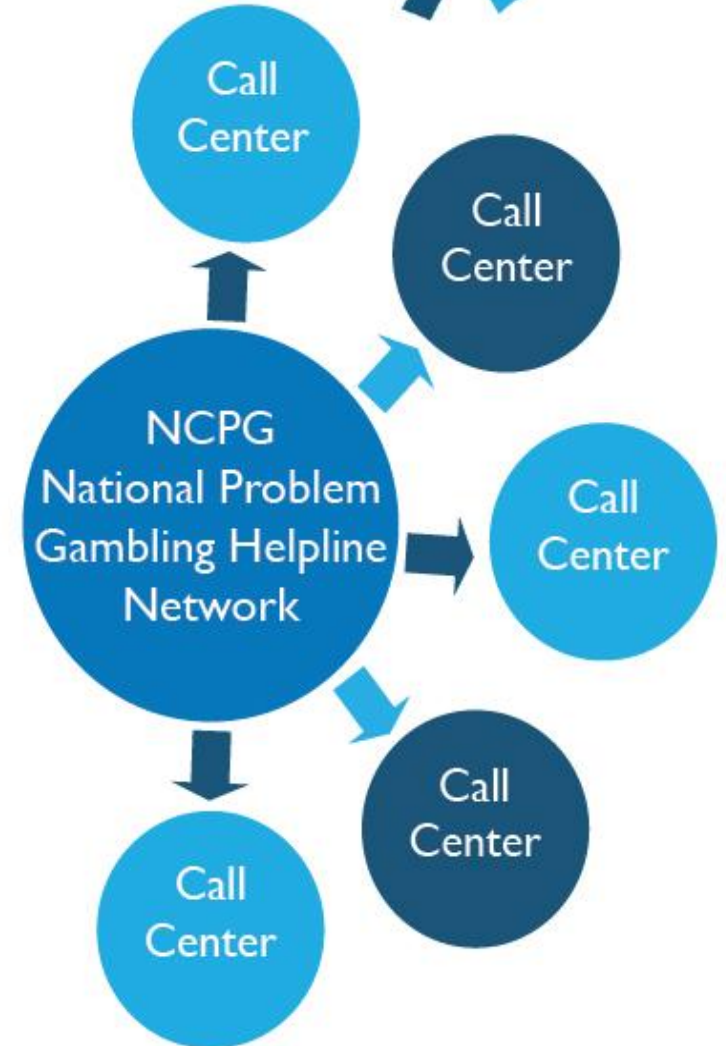 Call
Center
Call
Center
NCPG
National Problem
Gambling Helpline
Network
Call
Center
Call
Center
Call
Center